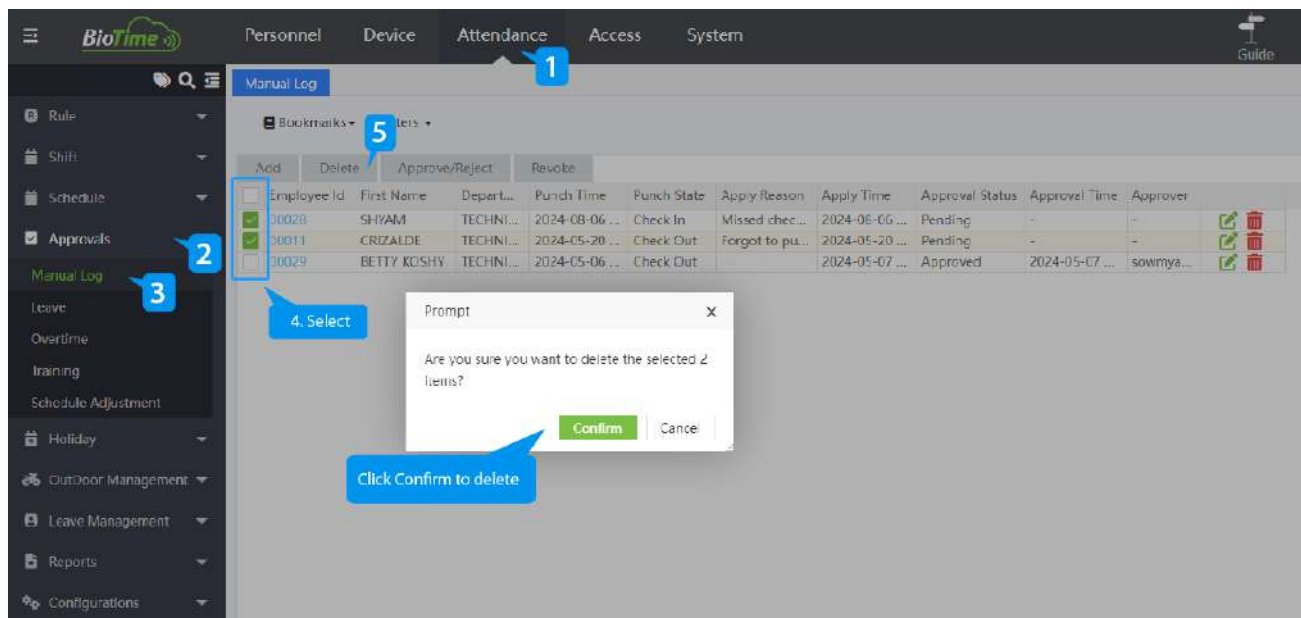 BioTime
Personnel Device Attendance Access System
Guide
1
Manual Log
Rule
Bookmarks
5
Shift
Add Delete Approve/Reject Revoke
Schedule
Employee Id First Name Depart... Punch Time Punch State Apply Reason Apply Time Approval Status Approval Time Approver
00028 SHYAM TECHNI... 2024-08-06 ... Check In Missed chec... 2024-08-06 ... Pending - -
Approvals
00011 CRIZALDE TECHNI... 2024-05-20 ... Check Out Forgot to pu... 2024-05-20 ... Pending - -
2
00029 BETTY KOSHY TECHNI... 2024-05-06 ... Check Out 2024-05-07 ... Approved 2024-05-07 ... sowmya...
Manual Log
3
Leave
4. Select
Prompt X
Overtime
Are you sure you want to delete the selected 2
Items?
Training
Schedule Adjustment
Confirm Cancel
Holiday
Click Confirm to delete
OutDoor Management
Leave Management
Reports
Configurations